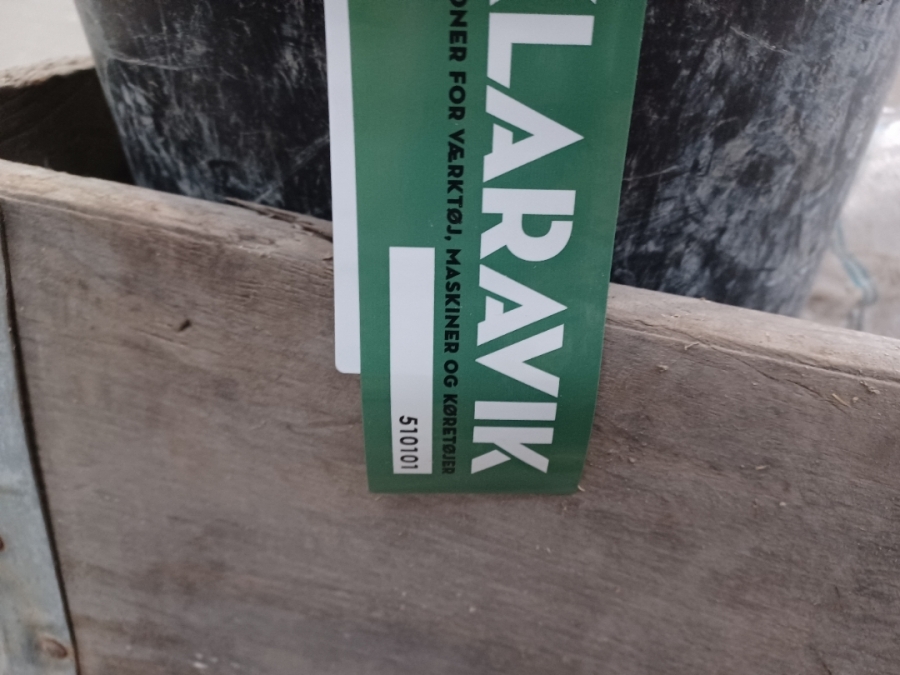 KLARAVIK
ONER FOR VÆRKTØJ, MASKINER OG KØRETØJER
510101